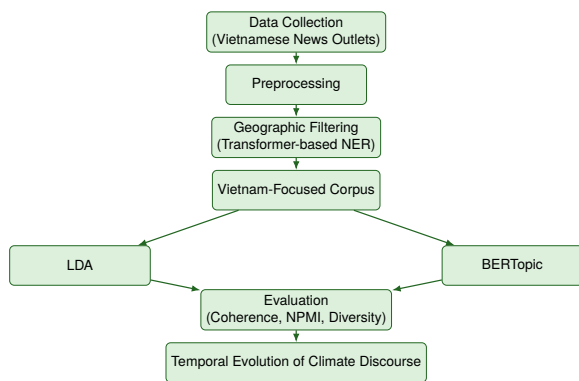 Data Collection
(Vietnamese News Outlets)
Preprocessing
Geographic Filtering
(Transformer-based NER)
Vietnam-Focused Corpus
LDA
BERTopic
Evaluation
(Coherence, NPMI, Diversity)
Temporal Evolution of Climate Discourse